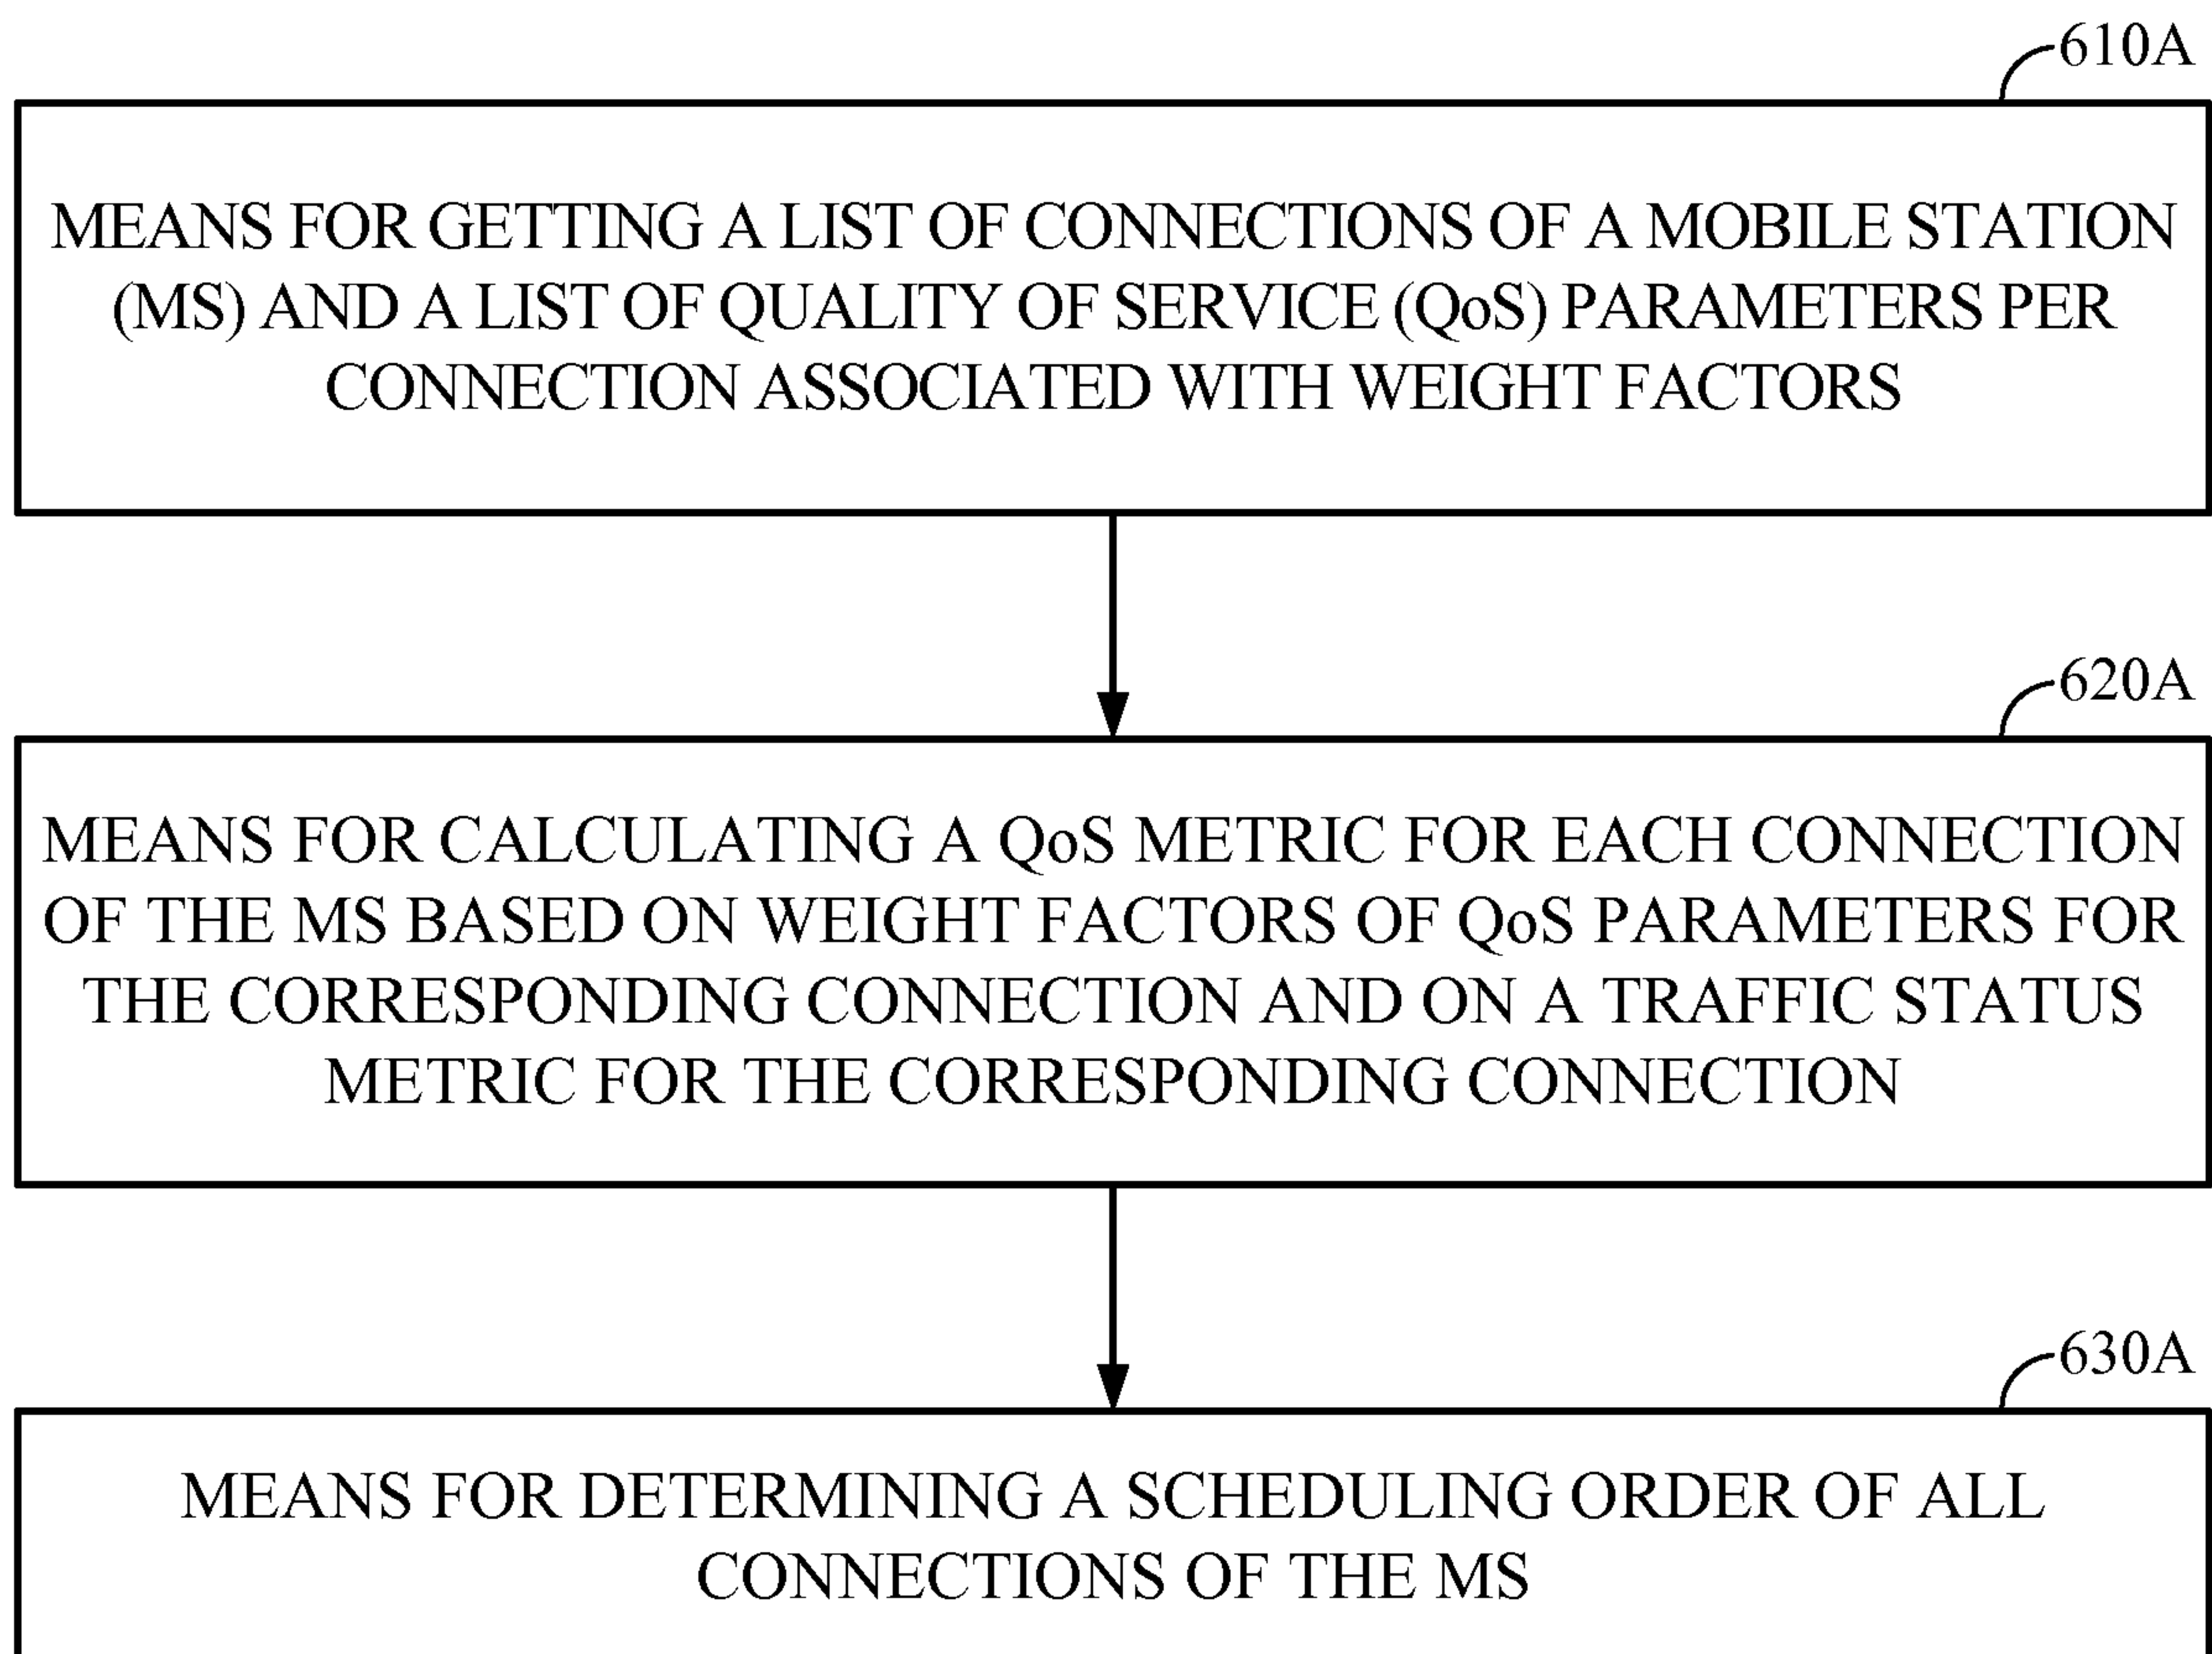 610A
MEANS FOR GETTING A LIST OF CONNECTIONS OF A MOBILE STATION
(MS) AND A LIST OF QUALITY OF SERVICE (QoS) PARAMETERS PER
CONNECTION ASSOCIATED WITH WEIGHT FACTORS
620A
MEANS FOR CALCULATING A QoS METRIC FOR EACH CONNECTION
OF THE MS BASED ON WEIGHT FACTORS OF QoS PARAMETERS FOR
THE CORRESPONDING CONNECTION AND ON A TRAFFIC STATUS
METRIC FOR THE CORRESPONDING CONNECTION
630A
MEANS FOR DETERMINING A SCHEDULING ORDER OF ALL
CONNECTIONS OF THE MS